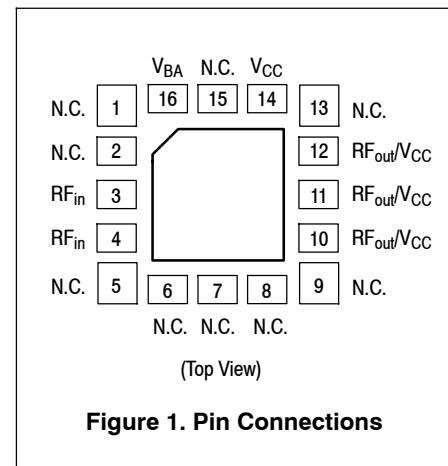 V_BA N.C. V_CC
16 15 14
N.C. 1 13 N.C.
N.C. 2 12 RF_out/V_CC
RF_in 3 11 RF_out/V_CC
RF_in 4 10 RF_out/V_CC
N.C. 5 9 N.C.
6 7 8
N.C. N.C. N.C.
(Top View)
Figure 1. Pin Connections